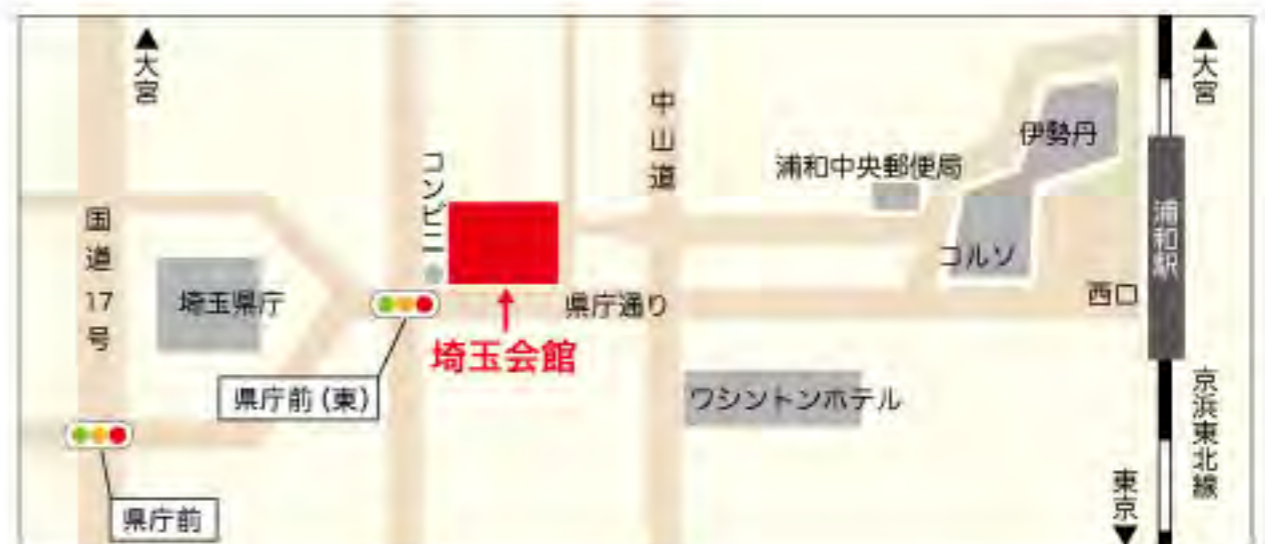 ▲大宮
▲大宮
中山道
伊勢丹
コンビニ
浦和中央郵便局
国道17号
浦和駅
コルソ
埼玉県庁
県庁通り
西口
埼玉会館
県庁前(東)
ワシントンホテル
京浜東北線
東京▼
県庁前